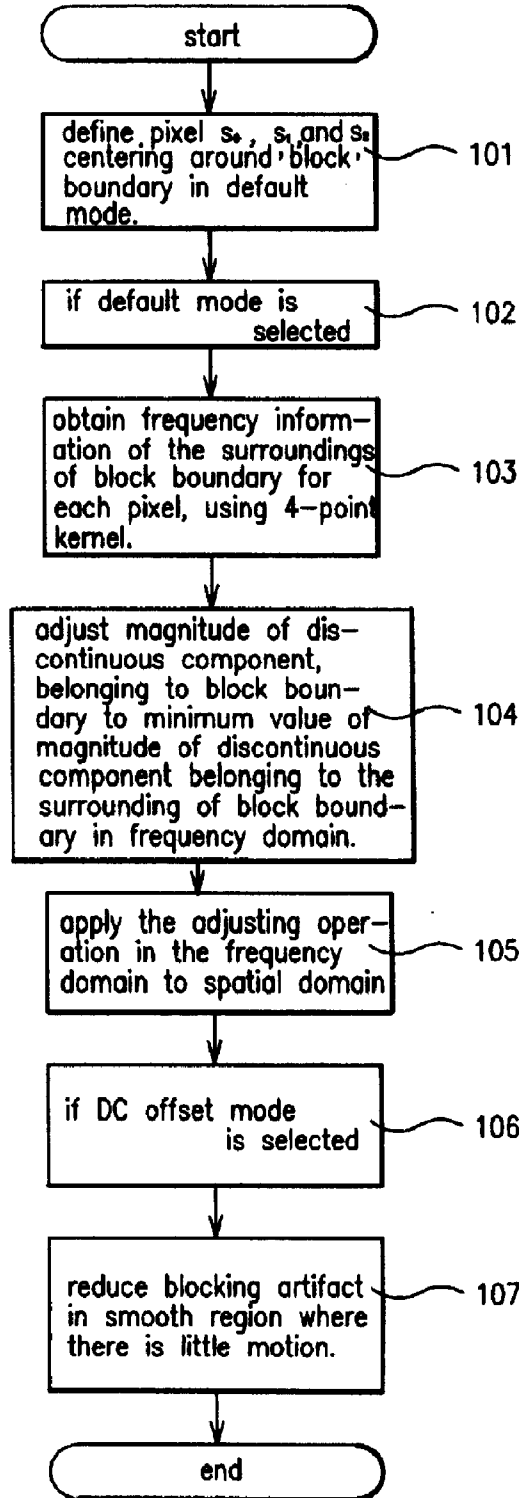 start
define pixel s₀, s₁, and s₂
centering around block
boundary in default
mode.
101
if default mode is
selected
102
obtain frequency inform-
ation of the surroundings
of block boundary for
each pixel, using 4-point
kernel.
103
adjust magnitude of dis-
continuous component,
belonging to block boun-
dary to minimum value of
magnitude of discontinuous
component belonging to the
surrounding of block bound-
ary in frequency domain.
104
apply the adjusting oper-
ation in the frequency
domain to spatial domain
105
if DC offset mode
is selected
106
reduce blocking artifact
in smooth region where
there is little motion.
107
end